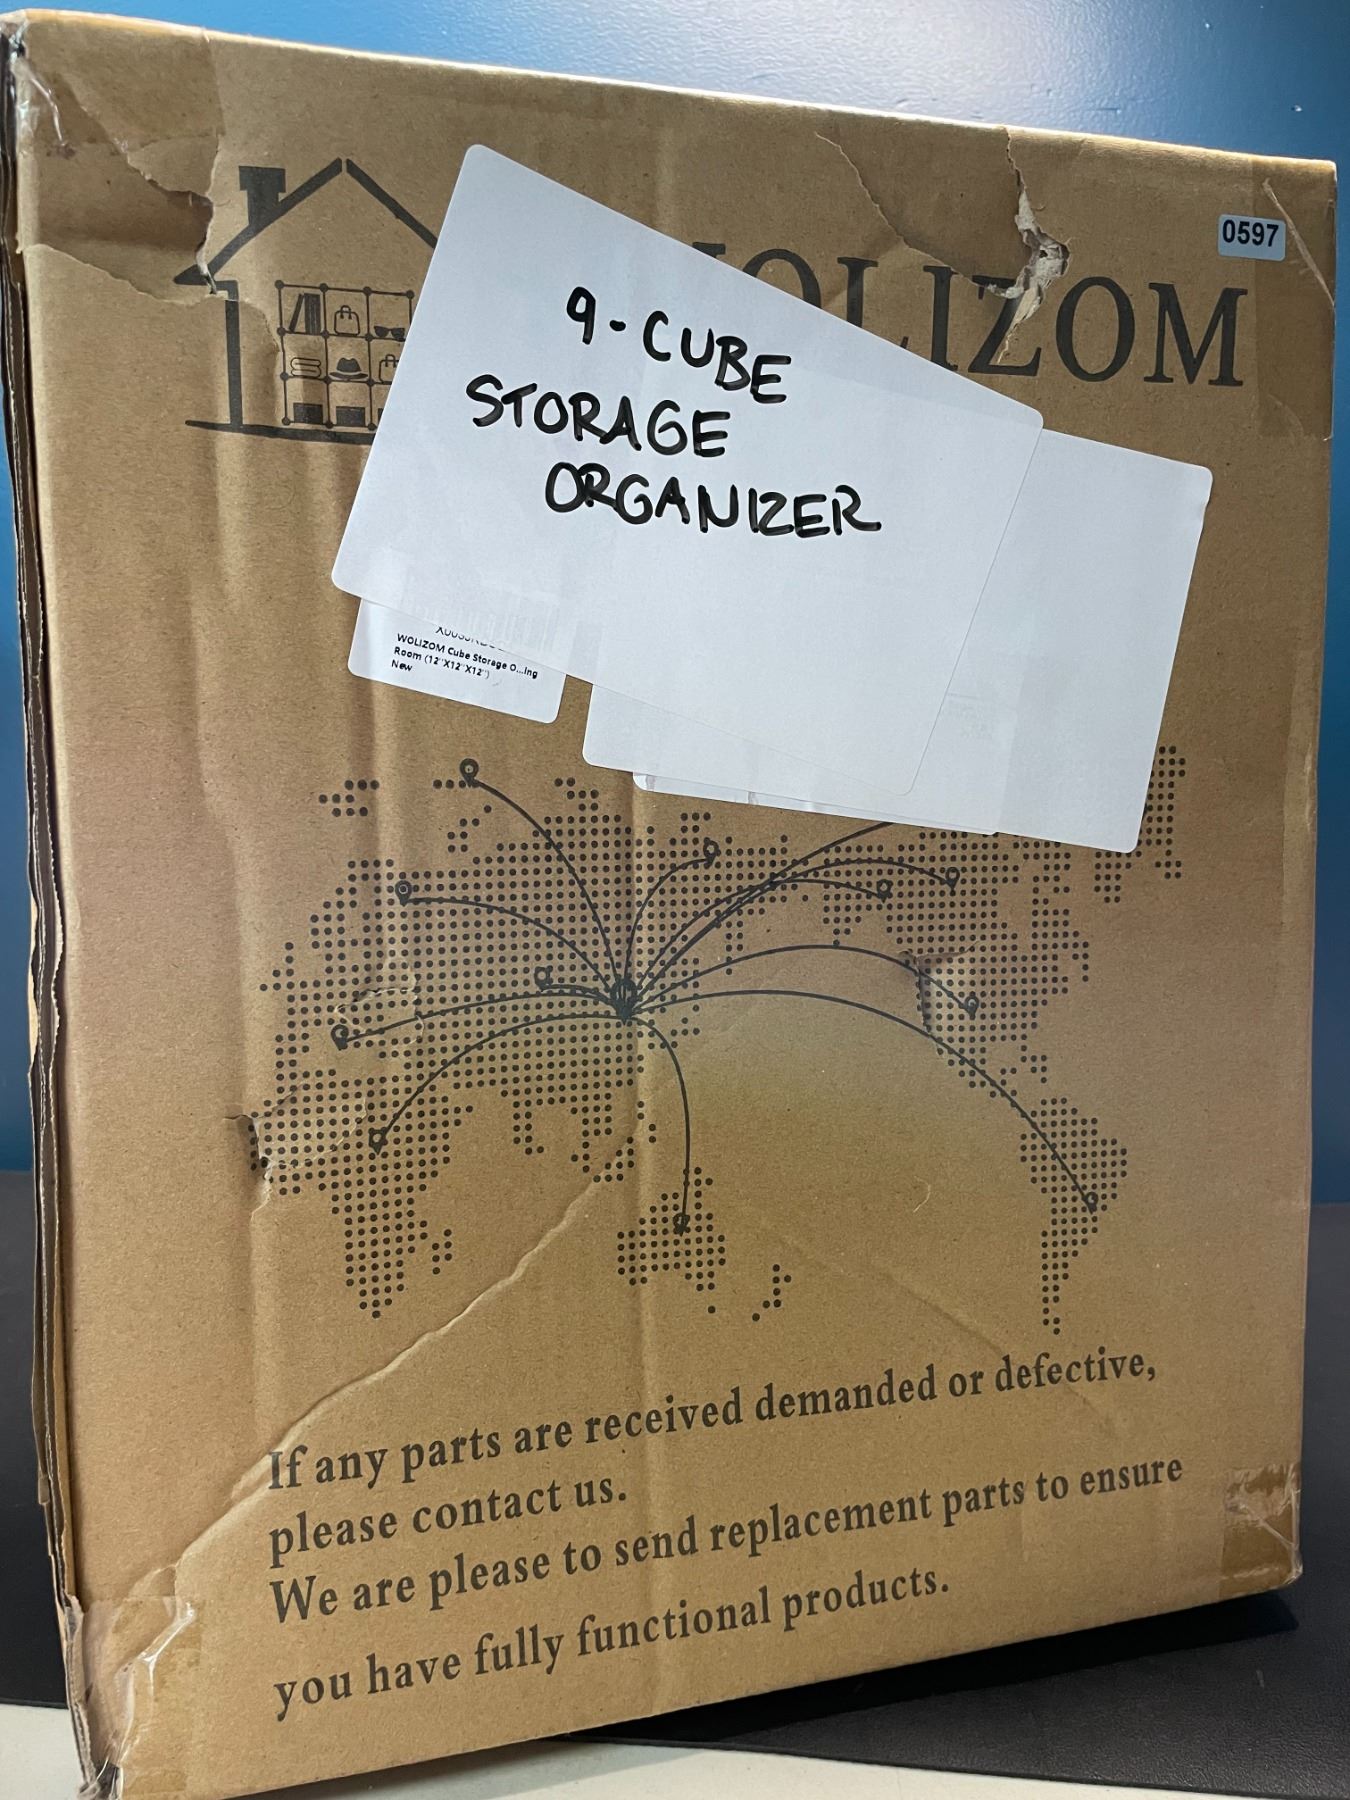 0597
OLIZOM
9-CUBE
STORAGE
ORGANIZER
WOLIZOM Cube Storage O...ing
Room (12"X12"X12")
New
If any parts are received demanded or defective,
please contact us.
We are please to send replacement parts to ensure
you have fully functional products.